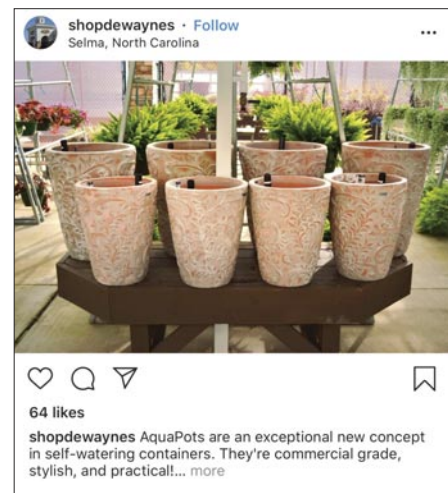 shopdewaynes · Follow
Selma, North Carolina
64 likes
shopdewaynes AquaPots are an exceptional new concept
in self-watering containers. They're commercial grade,
stylish, and practical!... more